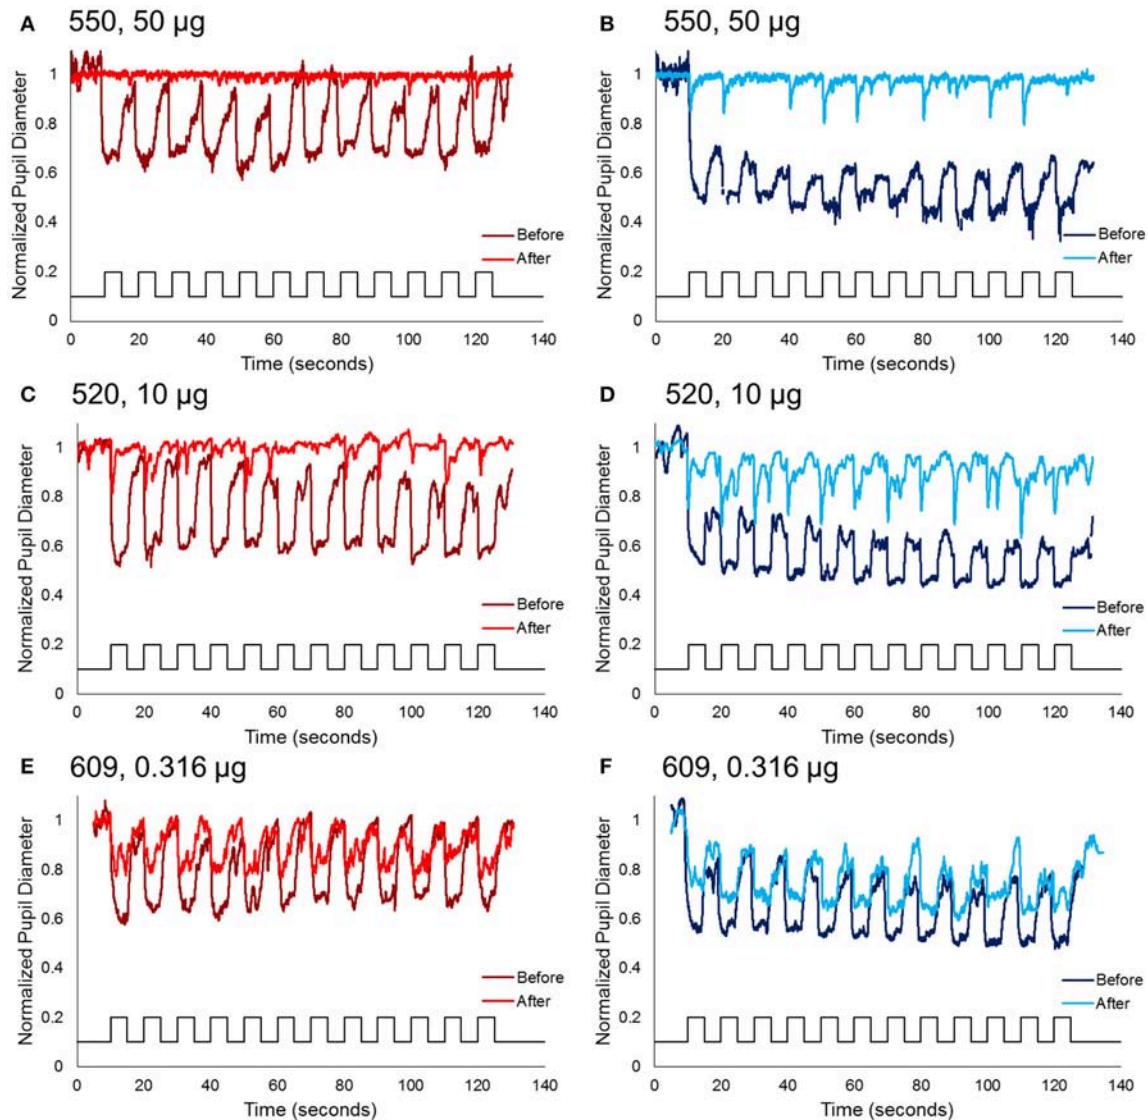 A 550, 50 µg
Normalized Pupil Diameter
1
0.8
0.6
0.4
0.2
0
Before
After
0 20 40 60 80 100 120 140
Time (seconds)
B 550, 50 µg
Normalized Pupil Diameter
1
0.8
0.6
0.4
0.2
0
Before
After
0 20 40 60 80 100 120 140
Time (seconds)
C 520, 10 µg
Normalized Pupil Diameter
1
0.8
0.6
0.4
0.2
0
Before
After
0 20 40 60 80 100 120 140
Time (seconds)
D 520, 10 µg
Normalized Pupil Diameter
1
0.8
0.6
0.4
0.2
0
Before
After
0 20 40 60 80 100 120 140
Time (seconds)
E 609, 0.316 µg
Normalized Pupil Diameter
1
0.8
0.6
0.4
0.2
0
Before
After
0 20 40 60 80 100 120 140
Time (seconds)
F 609, 0.316 µg
Normalized Pupil Diameter
1
0.8
0.6
0.4
0.2
0
Before
After
0 20 40 60 80 100 120 140
Time (seconds)